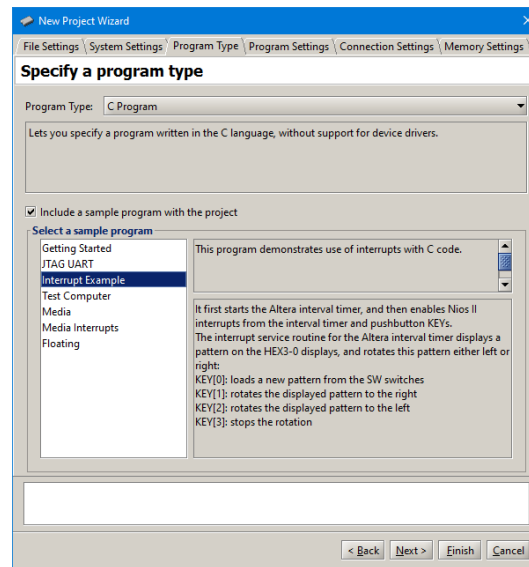 New Project Wizard
File Settings System Settings Program Type Program Settings Connection Settings Memory Settings
Specify a program type
Program Type: C Program
Lets you specify a program written in the C language, without support for device drivers.
Include a sample program with the project
Select a sample program
Getting Started
JTAG UART
Interrupt Example
Test Computer
Media
Media Interrupts
Floating
This program demonstrates use of interrupts with C code.
It first starts the Altera interval timer, and then enables Nios II
interrupts from the interval timer and pushbutton KEYs.
The interrupt service routine for the Altera interval timer displays a
pattern on the HEX3-0 displays, and rotates this pattern either left or
right:
KEY[0]: loads a new pattern from the SW switches
KEY[1]: rotates the displayed pattern to the right
KEY[2]: rotates the displayed pattern to the left
KEY[3]: stops the rotation
< Back Next > Finish Cancel